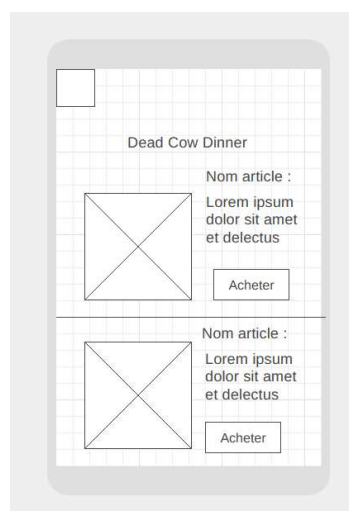 Dead Cow Dinner
Nom article :
Lorem ipsum
dolor sit amet
et delectus
Acheter
Nom article :
Lorem ipsum
dolor sit amet
et delectus
Acheter